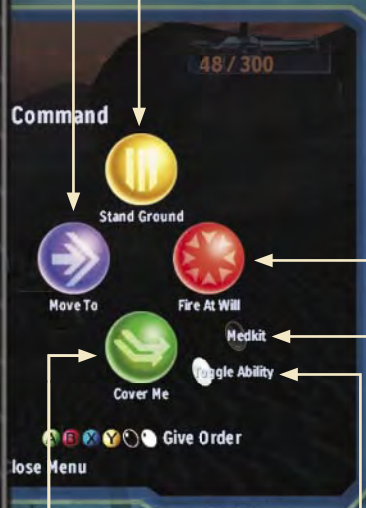 48 / 300
Command
Stand Ground
Move To
Fire At Will
Medkit
Toggle Ability
Cover Me
A B X Y Give Order
lose Menu